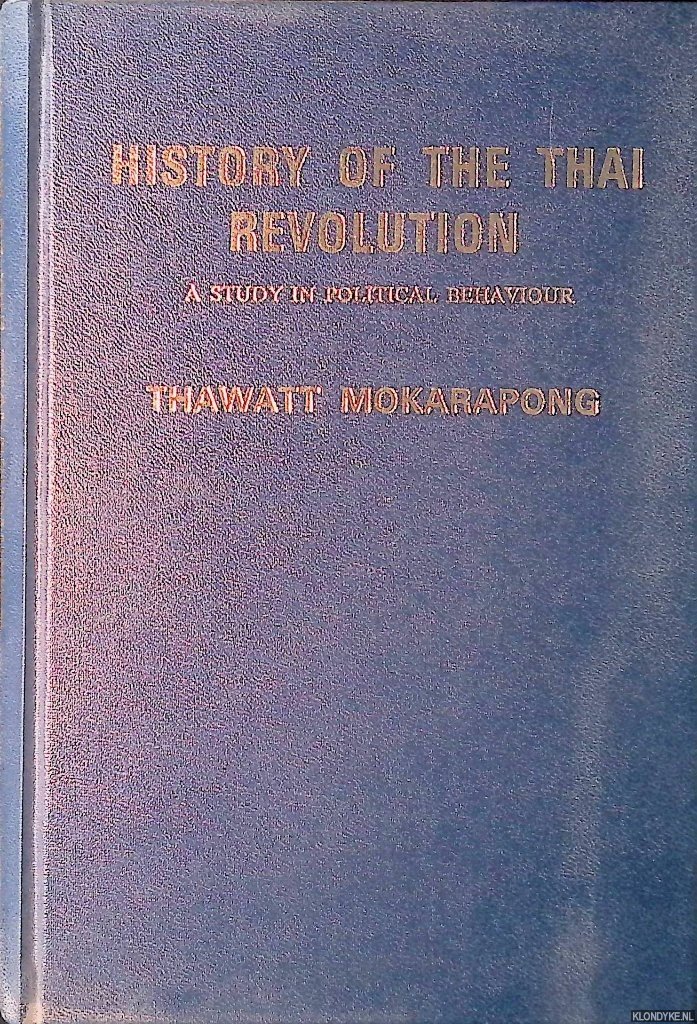 HISTORY OF THE THAI
REVOLUTION
A STUDY IN POLITICAL BEHAVIOUR
THAWATT MOKARAPONG
KLONDYKE.NL